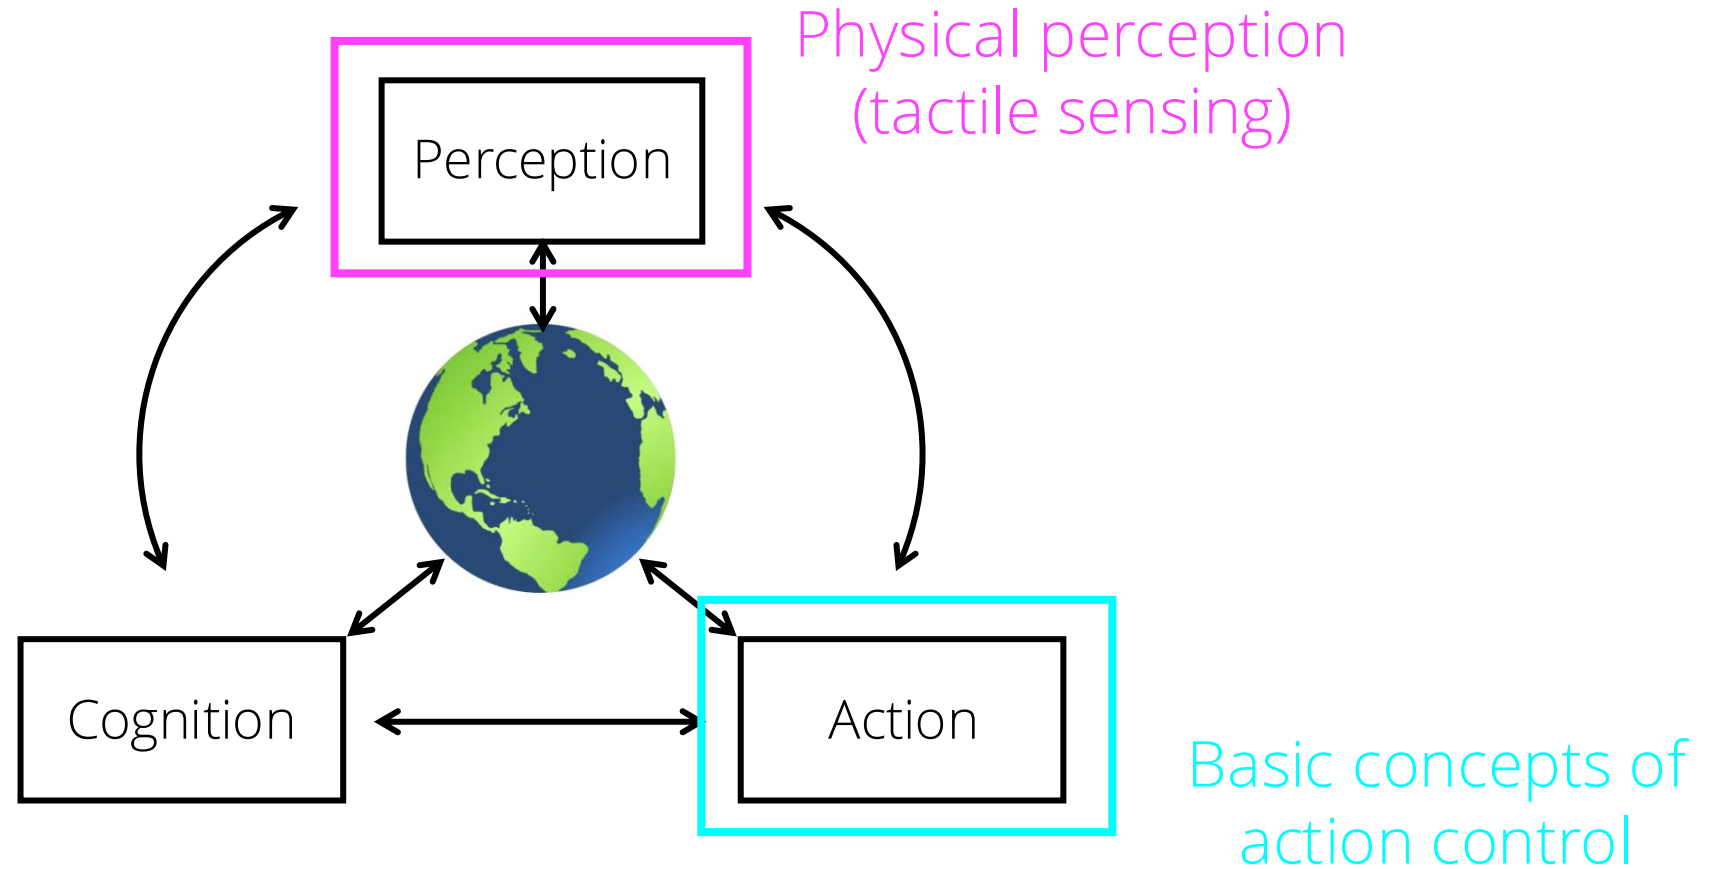 Physical perception
(tactile sensing)
Perception
Cognition
Action
Basic concepts of
action control